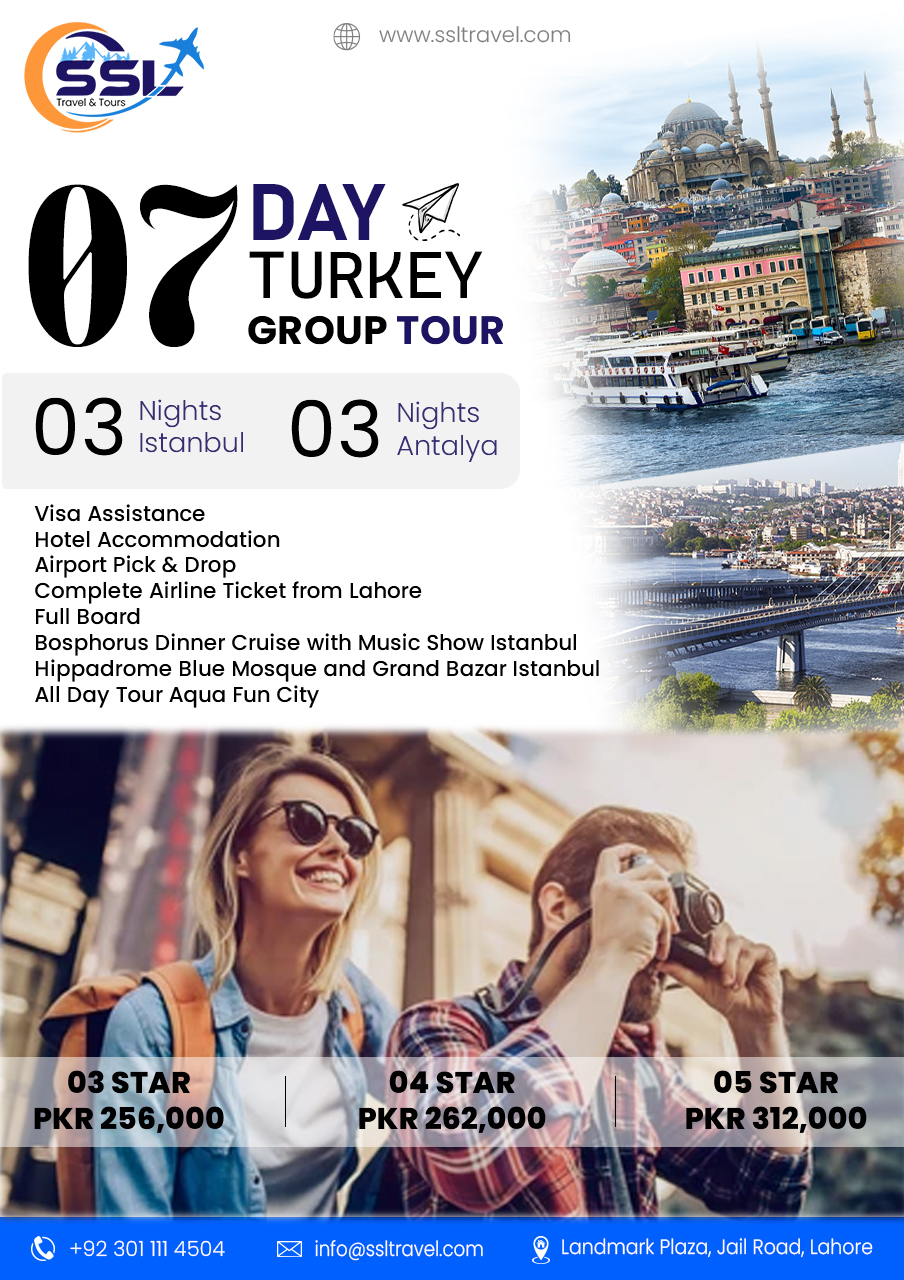 www.ssltravel.com
SSL
Travel & Tours
07 DAY
TURKEY
GROUP TOUR
03 Nights Istanbul
03 Nights Antalya
Visa Assistance
Hotel Accommodation
Airport Pick & Drop
Complete Airline Ticket from Lahore
Full Board
Bosphorus Dinner Cruise with Music Show Istanbul
Hippadrome Blue Mosque and Grand Bazar Istanbul
All Day Tour Aqua Fun City
03 STAR
PKR 256,000
04 STAR
PKR 262,000
05 STAR
PKR 312,000
+92 301 111 4504
info@ssltravel.com
Landmark Plaza, Jail Road, Lahore